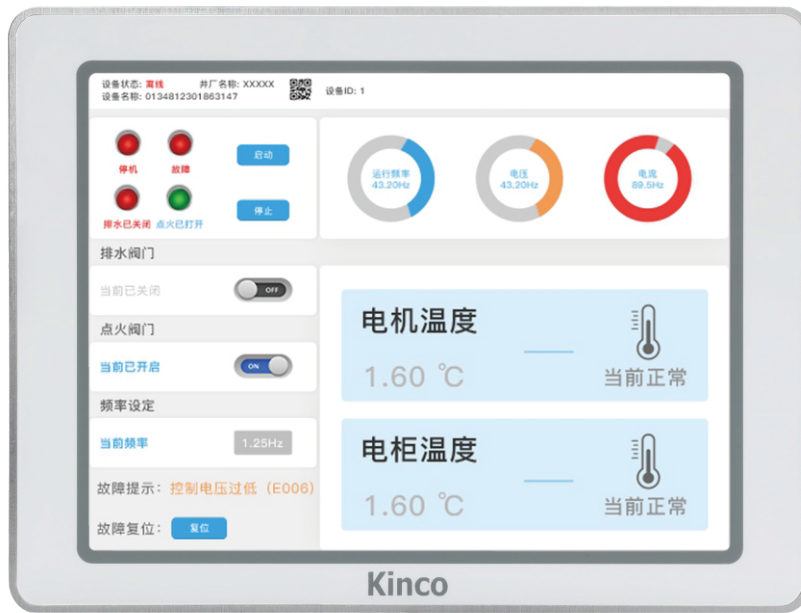 设备状态: 离线 井厂名称: XXXXX
设备名称: 0134812301863147
设备ID: 1
停机 故障
启动
排水已关闭 点火已打开
停止
运行频率
43.20Hz
电压
43.20Hz
电流
89.5Hz
排水阀门
当前已关闭
OFF
点火阀门
当前已开启
ON
频率设定
当前频率
1.25Hz
故障提示: 控制电压过低（E006）
故障复位:
复位
电机温度
1.60 ℃
当前正常
电柜温度
1.60 ℃
当前正常
Kinco